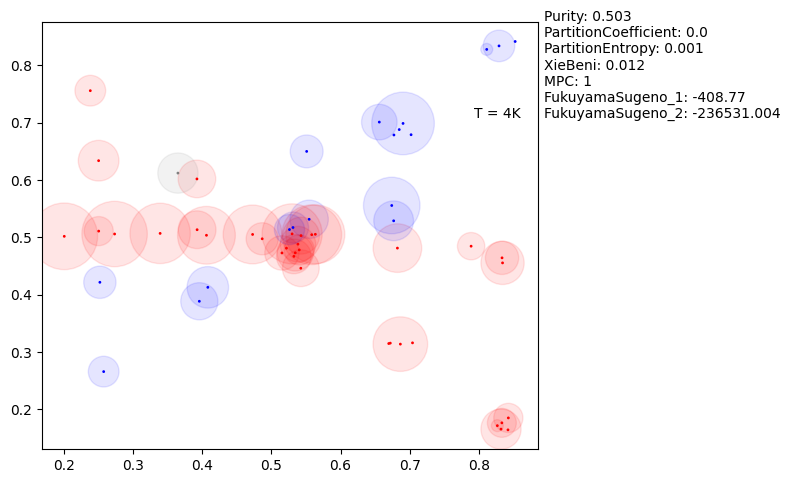 Purity: 0.503
PartitionCoefficient: 0.0
PartitionEntropy: 0.001
XieBeni: 0.012
MPC: 1
FukuyamaSugeno_1: -408.77
FukuyamaSugeno_2: -236531.004
T = 4K
0.8
0.7
0.6
0.5
0.4
0.3
0.2
0.2 0.3 0.4 0.5 0.6 0.7 0.8